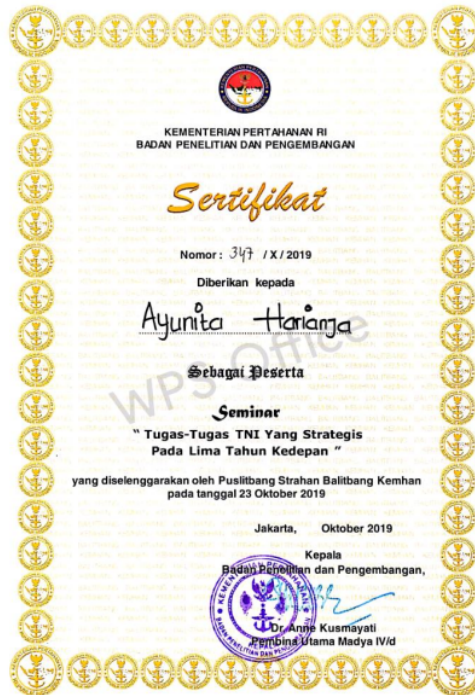 KEMENTERIAN PERTAHANAN RI
BADAN PENELITIAN DAN PENGEMBANGAN
Sertifikat
Nomor : 347 / X / 2019
Diberikan kepada
Ayunita Harianja
Sebagai Peserta
Seminar
" Tugas-Tugas TNI Yang Strategis
Pada Lima Tahun Kedepan "
yang diselenggarakan oleh Puslitbang Strahan Balitbang Kemhan
pada tanggal 23 Oktober 2019
Jakarta, Oktober 2019
Kepala
Badan Penelitian dan Pengembangan,
Dr. Anne Kusmayati
Pembina Utama Madya IV/d
WPS Office